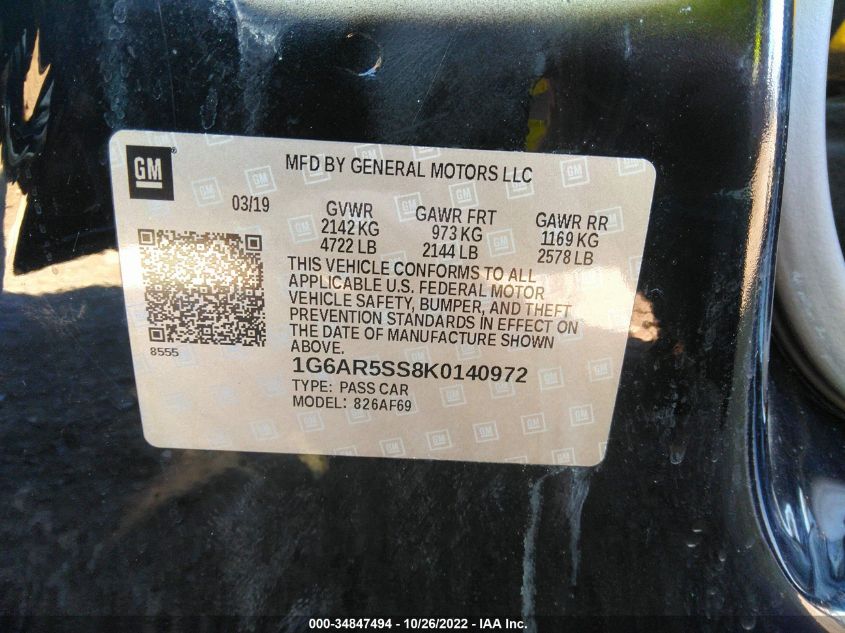 GM
MFD BY GENERAL MOTORS LLC
03/19
GVWR GAWR FRT GAWR RR
2142 KG 973 KG 1169 KG
4722 LB 2144 LB 2578 LB
THIS VEHICLE CONFORMS TO ALL
APPLICABLE U.S. FEDERAL MOTOR
VEHICLE SAFETY, BUMPER, AND THEFT
PREVENTION STANDARDS IN EFFECT ON
THE DATE OF MANUFACTURE SHOWN
ABOVE.
8555
1G6AR5SS8K0140972
TYPE: PASS CAR
MODEL: 826AF69
000-34847494 - 10/26/2022 - IAA Inc.